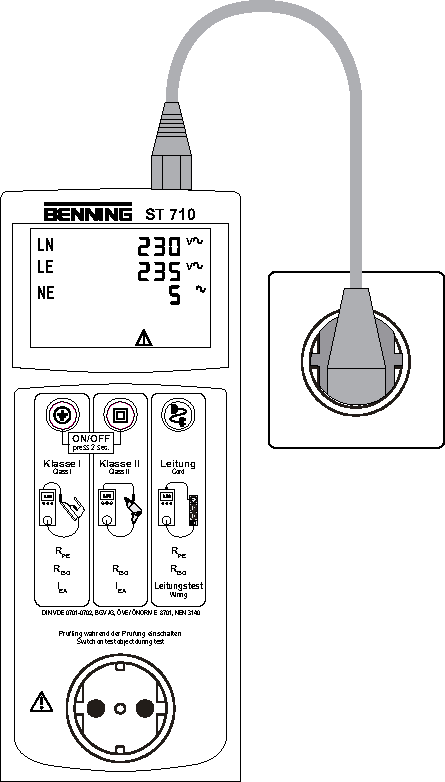 BENNING ST 710
LN 230 V~
LE 235 V~
NE 5 ~
ON/OFF
press 2 sec.
Klasse I Klasse II Leitung
Class I Class II Cord
RPE RPE
RISO RISO RISO
IEA IEA Leitungstest
Wiring
DIN VDE 0701-0702, BGV A3, ÖVE/ÖNORM E 8701, NEN 3140
Prüfling während der Prüfung einschalten
Switch on test object during test